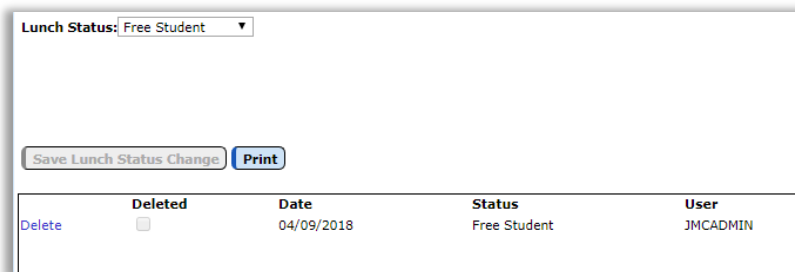 Lunch Status: Free Student
Save Lunch Status Change Print
Deleted Date Status User
Delete 04/09/2018 Free Student JMCADMIN